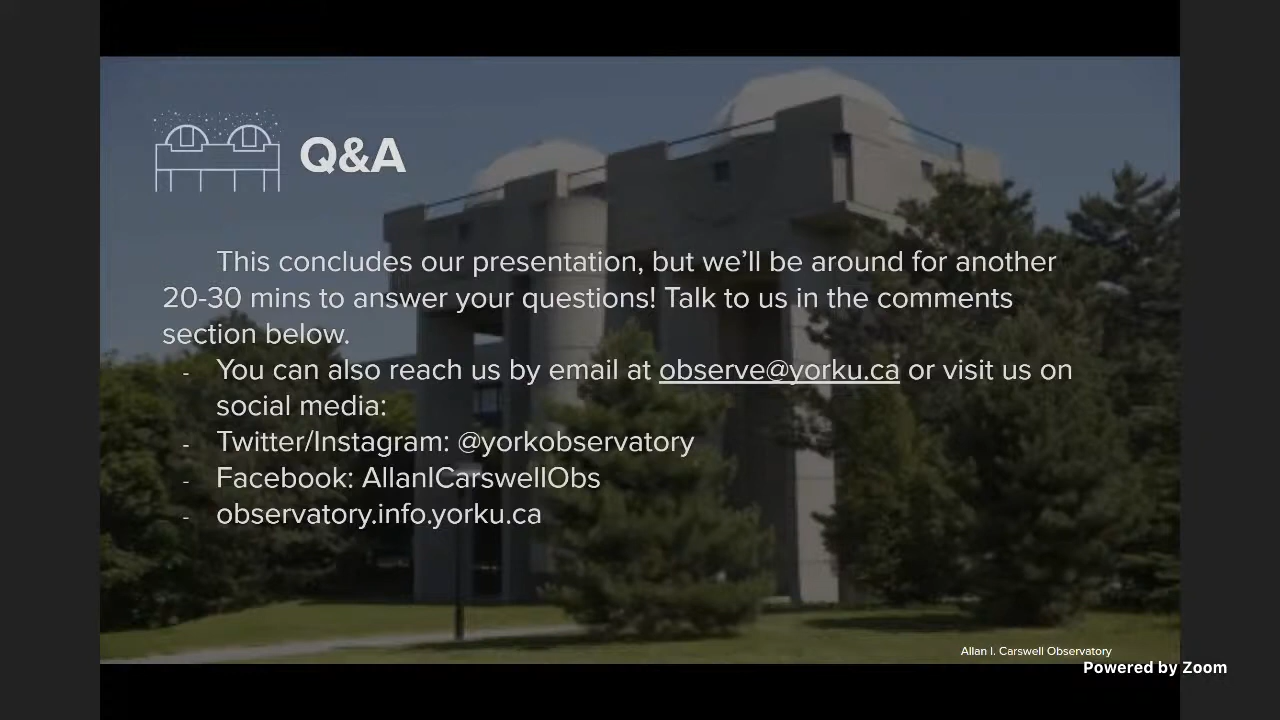 Q&A
This concludes our presentation, but we’ll be around for another
20-30 mins to answer your questions! Talk to us in the comments
section below.
- You can also reach us by email at observe@yorku.ca or visit us on
social media:
- Twitter/Instagram: @yorkobservatory
- Facebook: AllanICarswellObs
- observatory.info.yorku.ca
Allan I. Carswell Observatory
Powered by Zoom